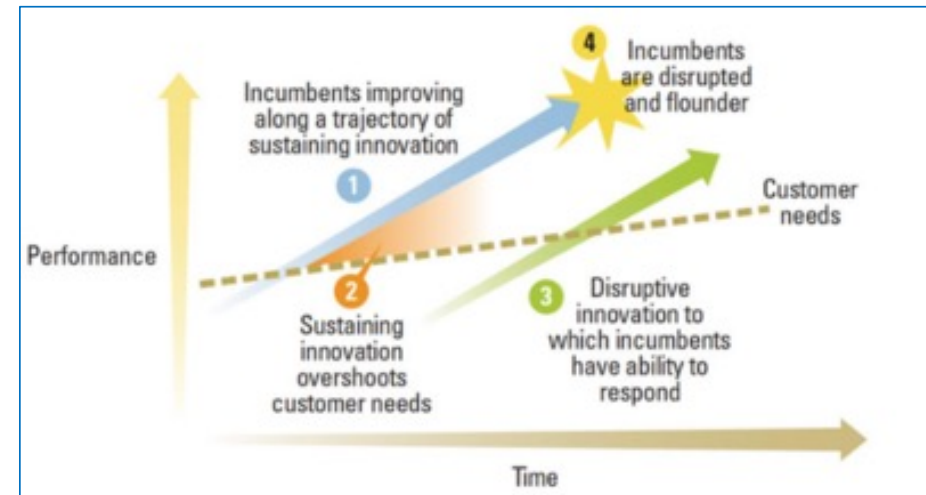 4
Incumbents
are disrupted
and flounder
Incumbents improving
along a trajectory of
sustaining innovation
1
Customer
needs
Performance
2
Sustaining
innovation
overshoots
customer needs
3
Disruptive
innovation to
which incumbents
have ability to
respond
Time